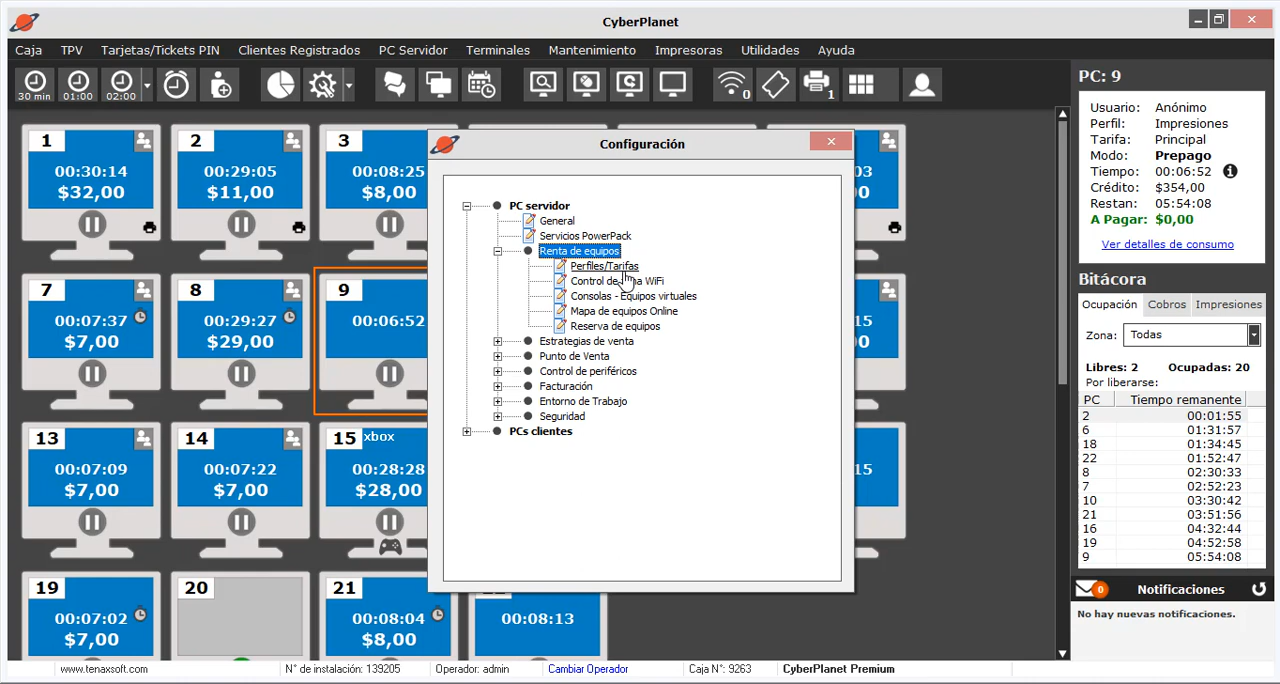 CyberPlanet
Caja TPV Tarjetas/Tickets PIN Clientes Registrados PC Servidor Terminales Mantenimiento Impresoras Utilidades Ayuda
30 min 01:00 02:00 0 1
1
00:30:14
$32,00
2
00:29:05
$11,00
3
00:08:25
$8,00
03
00
7
00:07:37
$7,00
8
00:29:27
$29,00
9
00:06:52
15
00
13
00:07:09
$7,00
14
00:07:22
$7,00
15 xbox
00:28:28
$28,00
15
19
00:07:02
$7,00
20
21
00:08:04
$8,00
00:08:13
Configuración
PC servidor
General
Servicios PowerPack
Renta de equipos
Perfiles/Tarifas
Control de WiFi
Consolas - Equipos virtuales
Mapa de equipos Online
Reserva de equipos
Estrategias de venta
Punto de Venta
Control de periféricos
Facturación
Entorno de Trabajo
Seguridad
PCs clientes
PC: 9
Usuario: Anónimo
Perfil: Impresiones
Tarifa: Principal
Modo: Prepago
Tiempo: 00:06:52
Crédito: $354,00
Restan: 05:54:08
A Pagar: $0,00
Ver detalles de consumo
Bitácora
Ocupación Cobros Impresiones
Zona: Todas
Libres: 2 Ocupadas: 20
Por liberarse:
PC Tiempo remanente
2 00:01:55
6 01:31:57
18 01:34:45
22 01:52:47
8 02:30:33
7 02:52:23
10 03:30:42
21 03:51:56
16 04:32:44
19 04:52:58
9 05:54:08
0 Notificaciones
No hay nuevas notificaciones.
www.tenaxsoft.com N° de instalación: 139205 Operador: admin Cambiar Operador Caja N°: 9263 CyberPlanet Premium